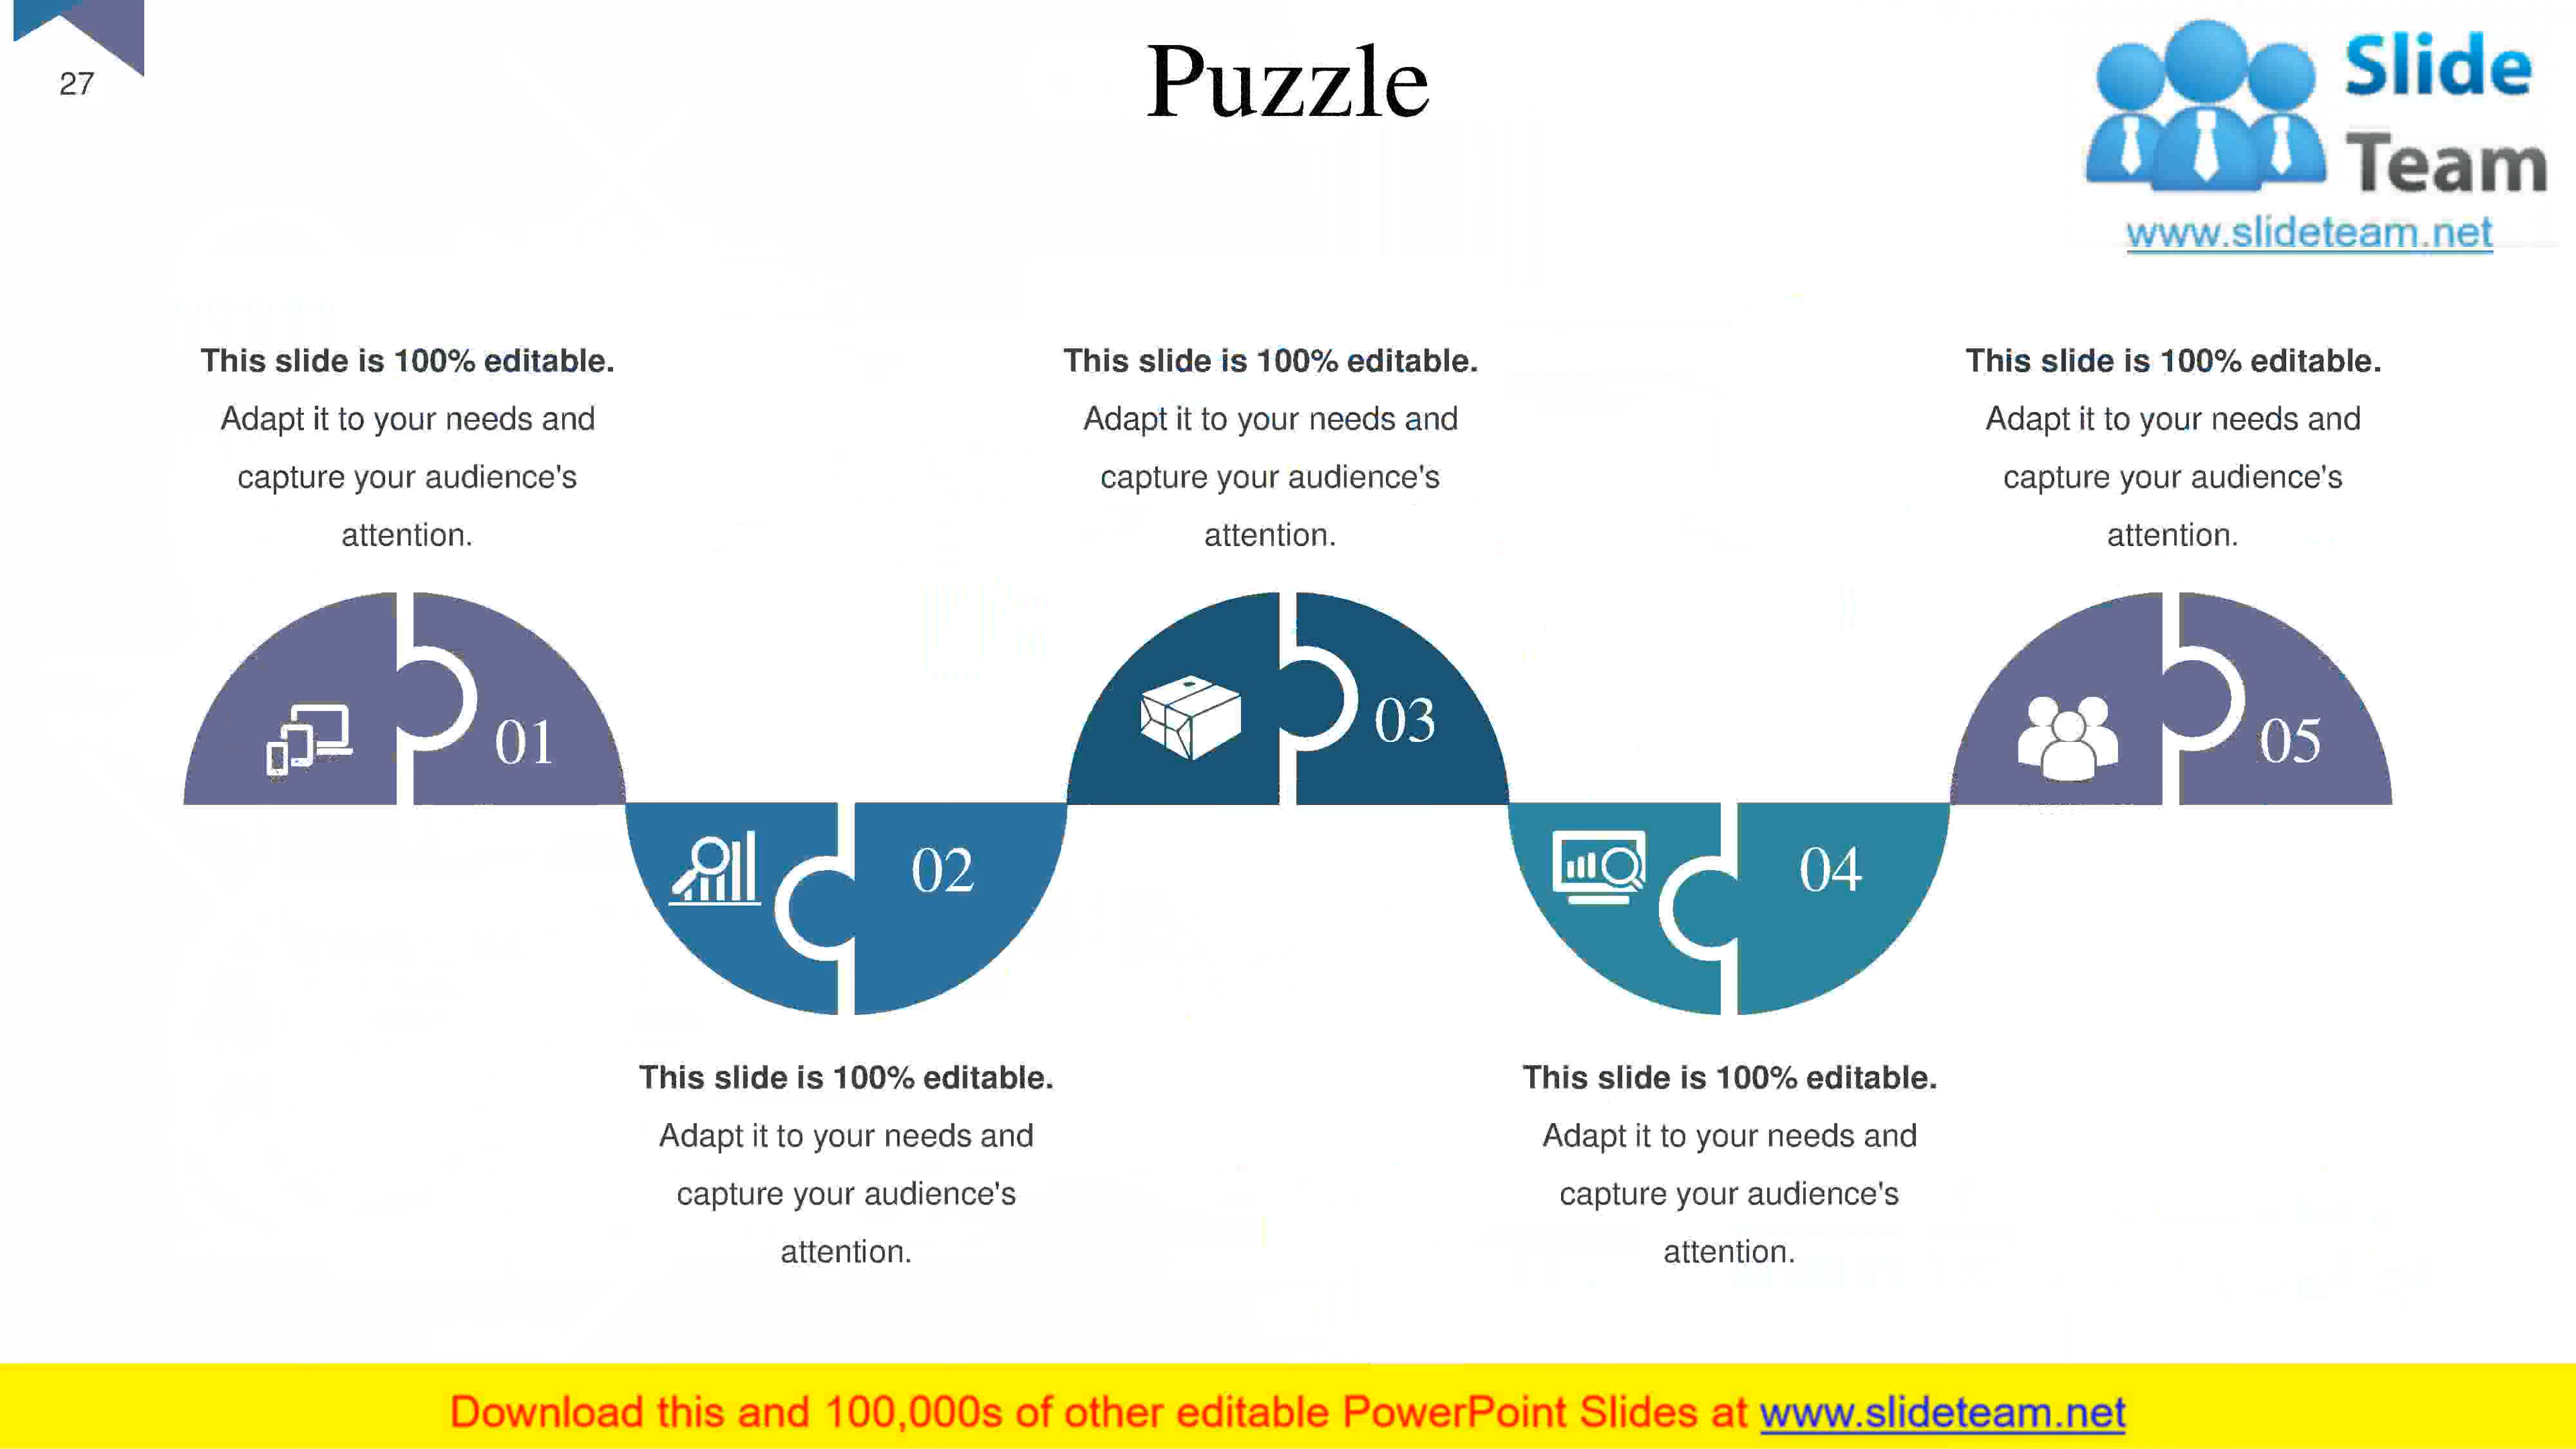 27
Puzzle
Slide
Team
www.slideteam.net
This slide is 100% editable.
Adapt it to your needs and
capture your audience's
attention.
This slide is 100% editable.
Adapt it to your needs and
capture your audience's
attention.
This slide is 100% editable.
Adapt it to your needs and
capture your audience's
attention.
01
03
05
02
04
This slide is 100% editable.
Adapt it to your needs and
capture your audience's
attention.
This slide is 100% editable.
Adapt it to your needs and
capture your audience's
attention.
Download this and 100,000s of other editable PowerPoint Slides at www.slideteam.net